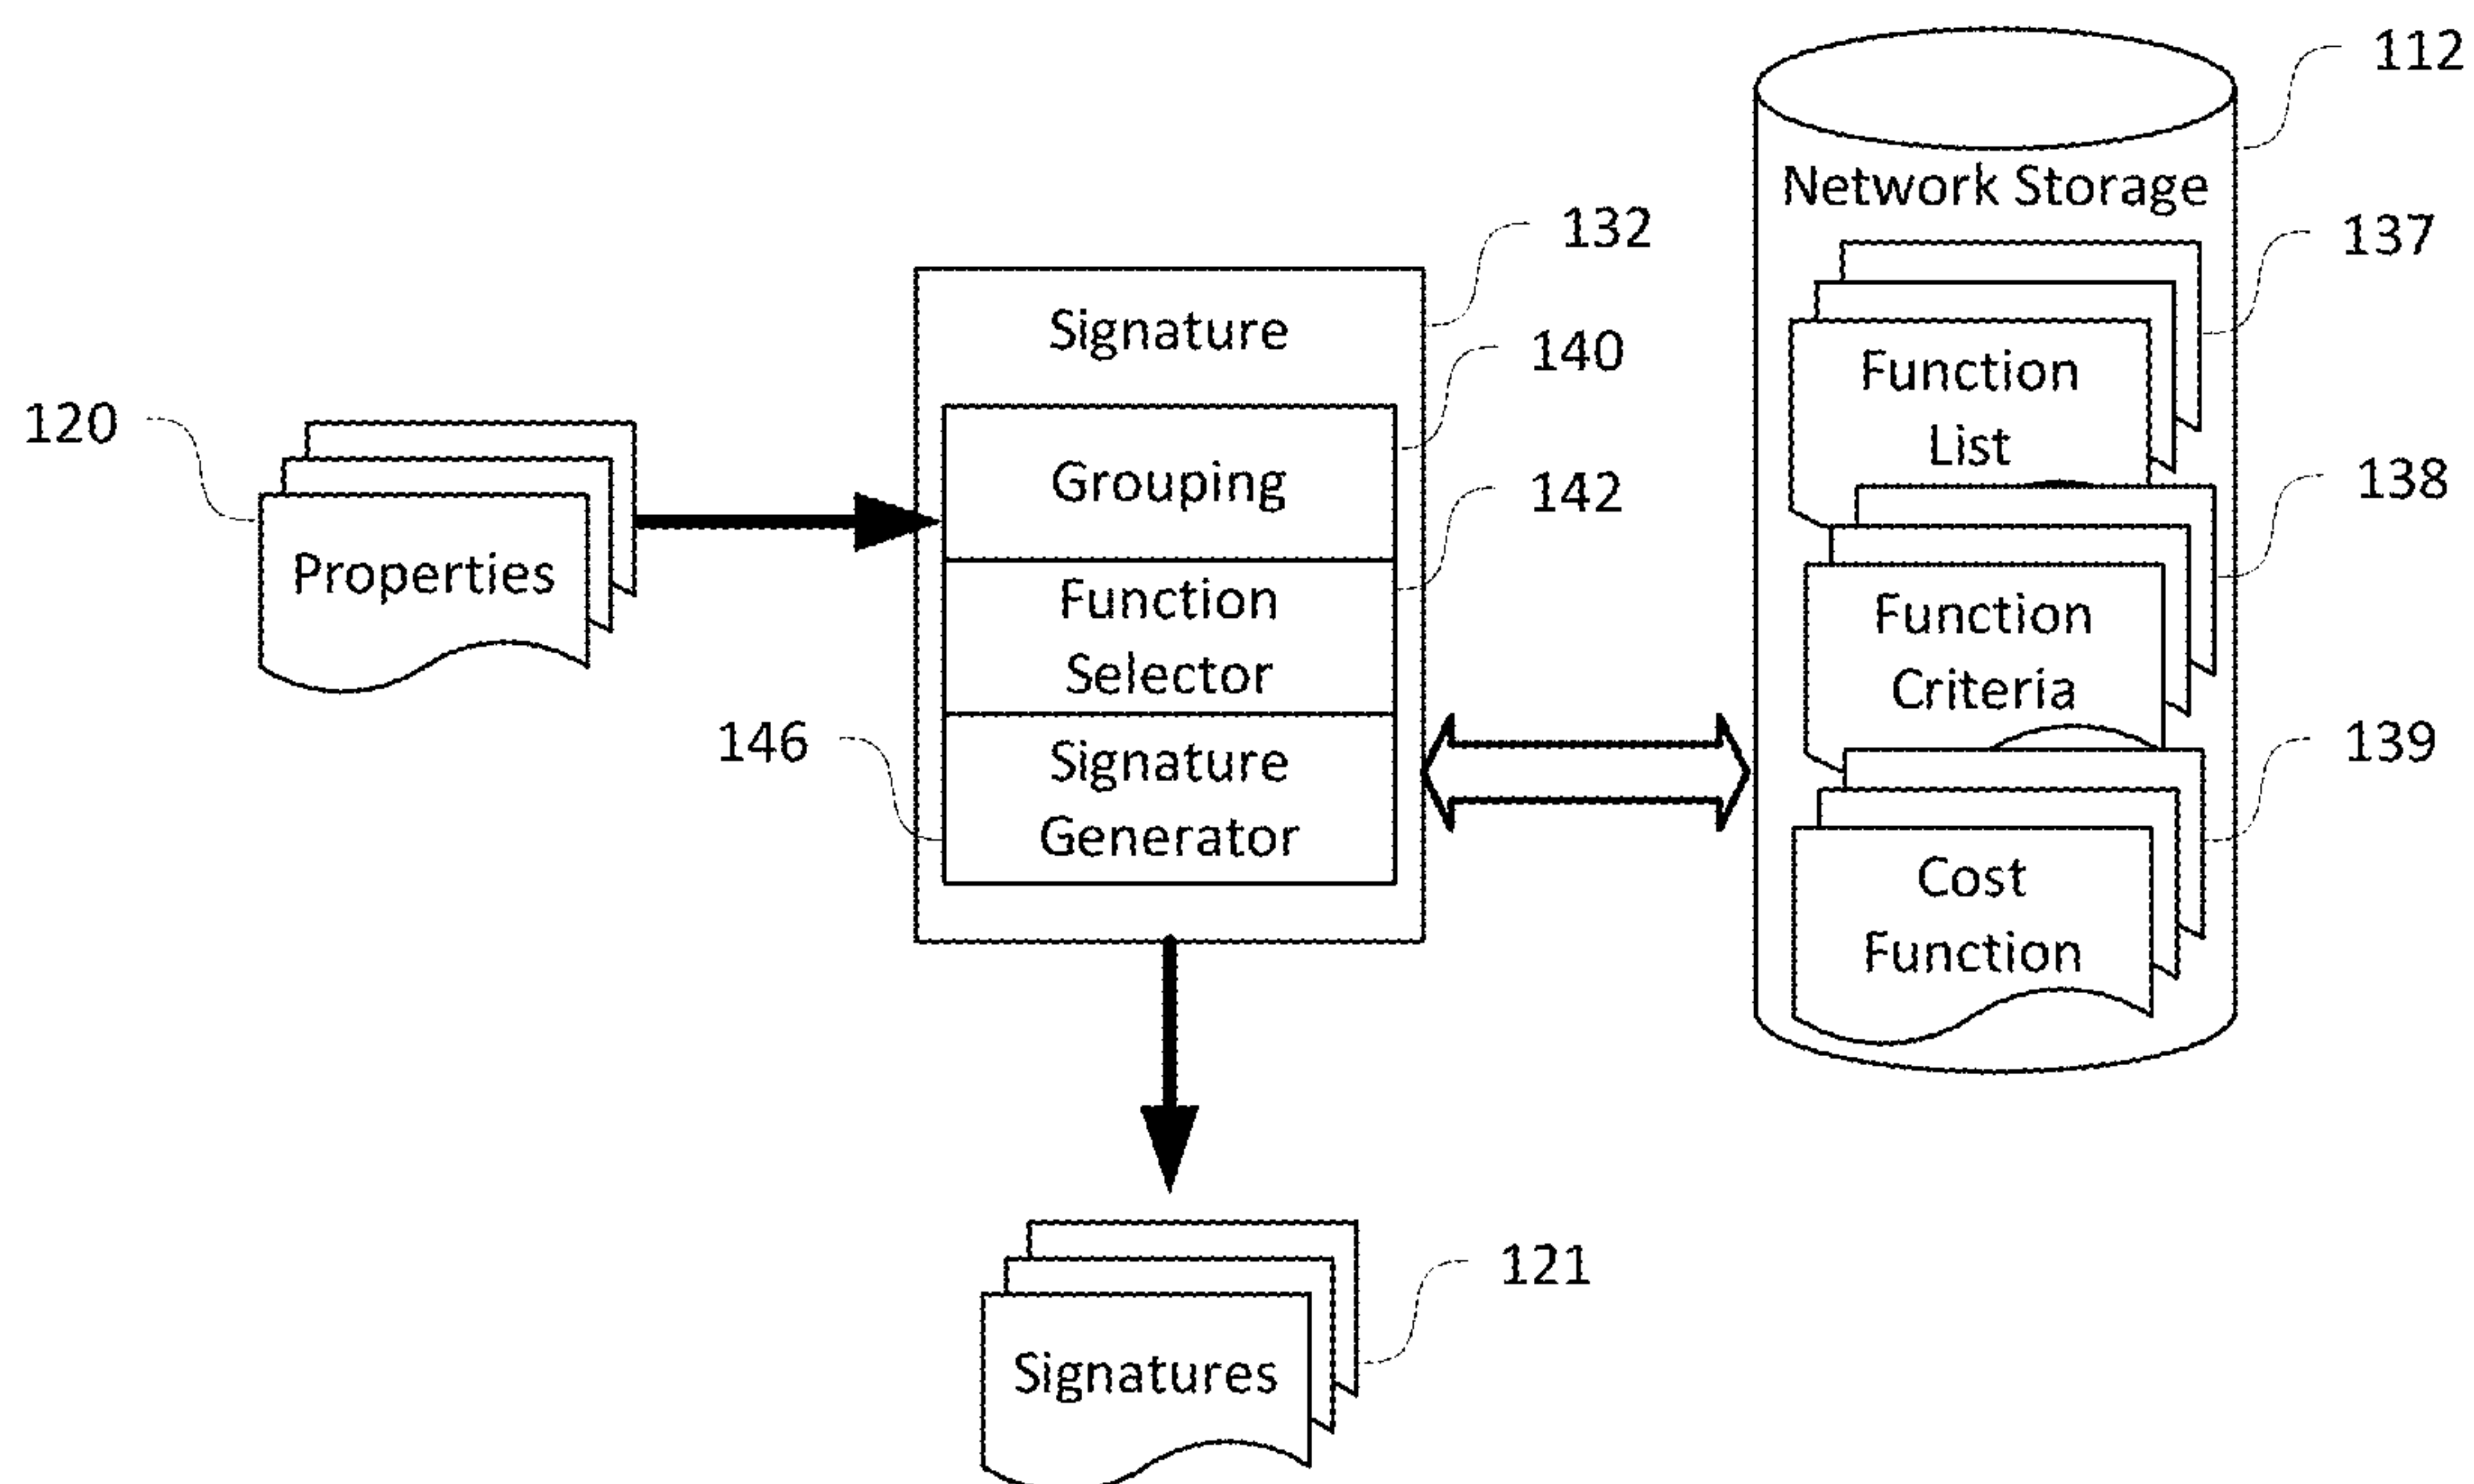 112
Network Storage
132
137
Signature
140
Function
List
120
Grouping
142
138
Properties
Function
Selector
Function
Criteria
146
Signature
Generator
139
Cost
Function
121
Signatures